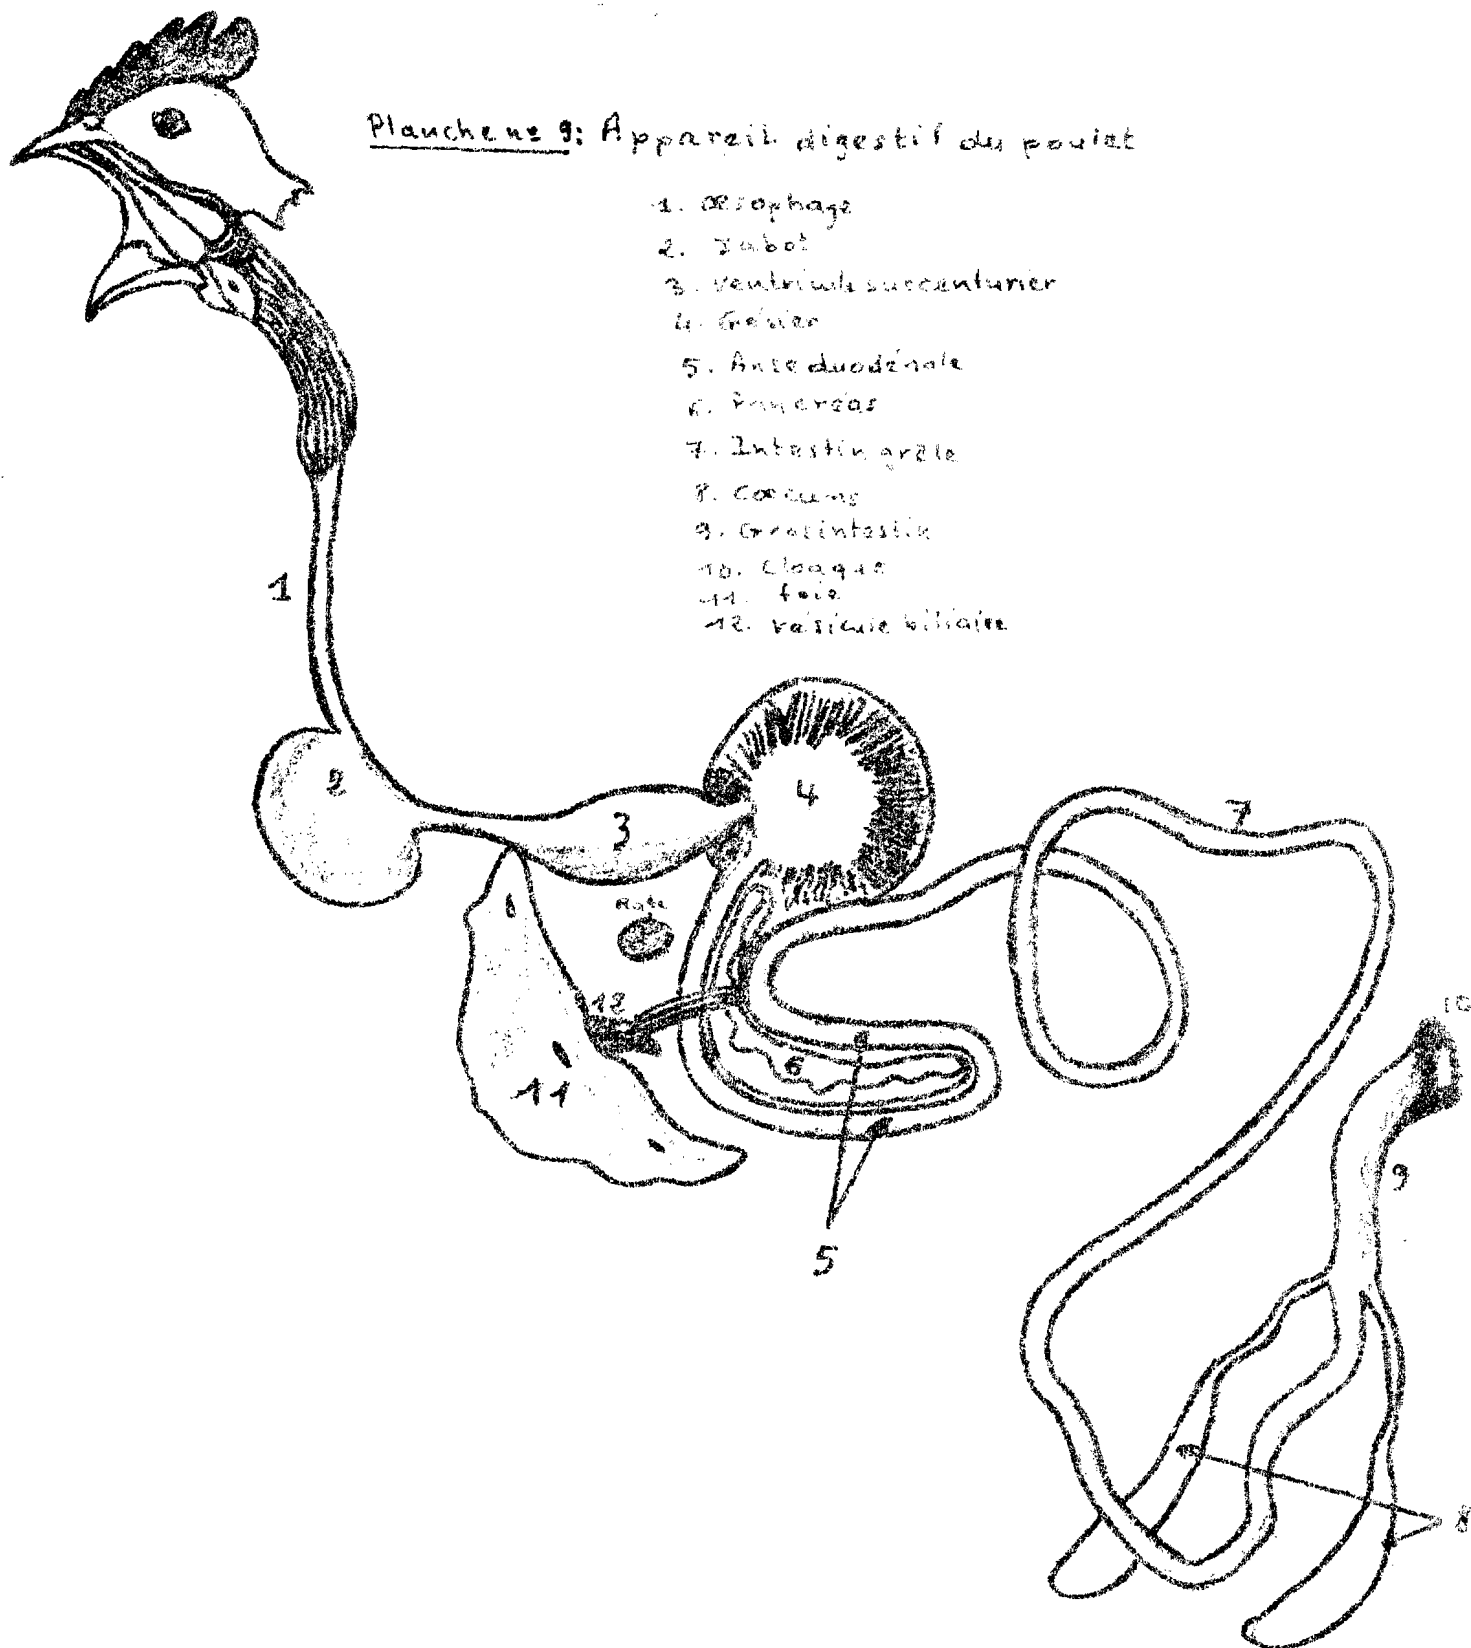 Planche nº 9: Appareil digestif du poulet
1. Œsophage
2. Jabot
3. Ventricule succenturier
4. Gésier
5. Anse duodénale
6. Pancréas
7. Intestin grêle
8. Cœcums
9. Gros intestin
10. Cloaque
11. foie
12. vésicule biliaire
1
2
3
4
7
Rate
12
10
6
11
9
5
8